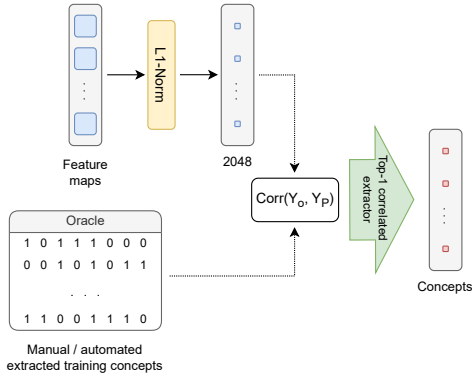 L1-Norm
Feature
maps
2048
Corr(Y₀, Yₚ)
Top-1 correlated
extractor
Concepts
Oracle
1 0 1 1 1 0 0 0
0 0 1 0 1 0 1 1
. . .
1 1 0 0 1 1 1 0
Manual / automated
extracted training concepts